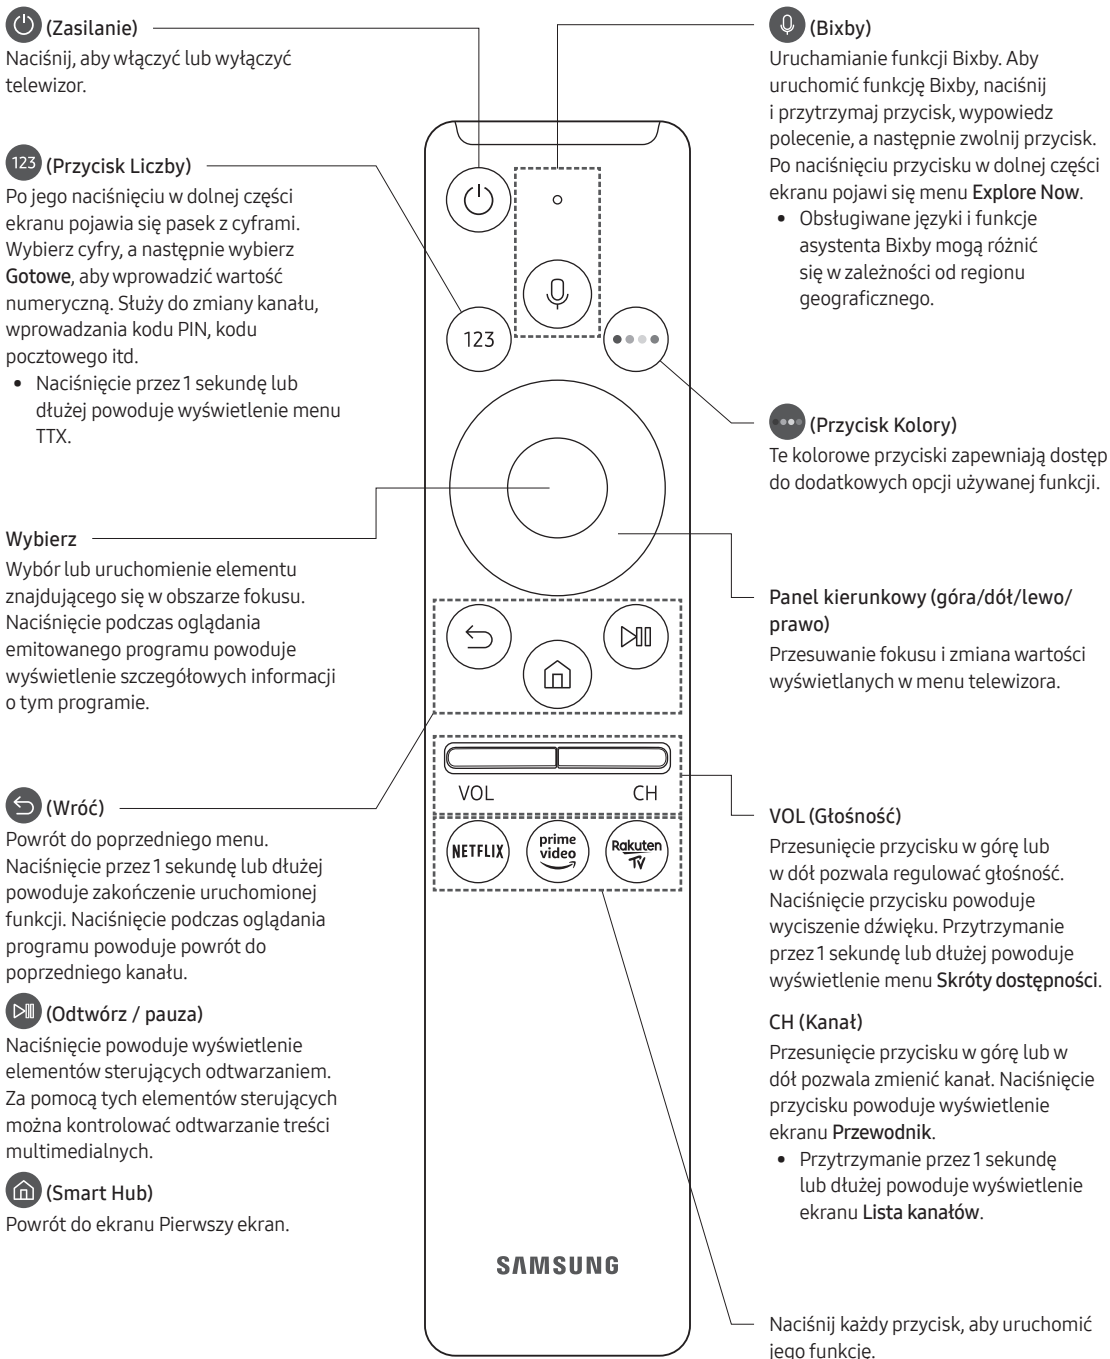 (Zasilanie)
Naciśnij, aby włączyć lub wyłączyć
telewizor.
123 (Przycisk Liczby)
Po jego naciśnięciu w dolnej części
ekranu pojawia się pasek z cyframi.
Wybierz cyfry, a następnie wybierz
Gotowe, aby wprowadzić wartość
numeryczną. Służy do zmiany kanału,
wprowadzania kodu PIN, kodu
pocztowego itd.
• Naciśnięcie przez 1 sekundę lub
dłużej powoduje wyświetlenie menu
TTX.
Wybierz
Wybór lub uruchomienie elementu
znajdującego się w obszarze fokusu.
Naciśnięcie podczas oglądania
emitowanego programu powoduje
wyświetlenie szczegółowych informacji
o tym programie.
(Wróć)
Powrót do poprzedniego menu.
Naciśnięcie przez 1 sekundę lub dłużej
powoduje zakończenie uruchomionej
funkcji. Naciśnięcie podczas oglądania
programu powoduje powrót do
poprzedniego kanału.
(Odtwórz / pauza)
Naciśnięcie powoduje wyświetlenie
elementów sterujących odtwarzaniem.
Za pomocą tych elementów sterujących
można kontrolować odtwarzanie treści
multimedialnych.
(Smart Hub)
Powrót do ekranu Pierwszy ekran.
123
VOL CH
NETFLIX
prime
video
Rakuten
TV
SAMSUNG
(Bixby)
Uruchamianie funkcji Bixby. Aby
uruchomić funkcję Bixby, naciśnij
i przytrzymaj przycisk, wypowiedz
polecenie, a następnie zwolnij przycisk.
Po naciśnięciu przycisku w dolnej części
ekranu pojawi się menu Explore Now.
• Obsługiwane języki i funkcje
asystenta Bixby mogą różnić
się w zależności od regionu
geograficznego.
(Przycisk Kolory)
Te kolorowe przyciski zapewniają dostęp
do dodatkowych opcji używanej funkcji.
Panel kierunkowy (góra/dół/lewo/
prawo)
Przesuwanie fokusu i zmiana wartości
wyświetlanych w menu telewizora.
VOL (Głośność)
Przesunięcie przycisku w górę lub
w dół pozwala regulować głośność.
Naciśnięcie przycisku powoduje
wyciszenie dźwięku. Przytrzymanie
przez 1 sekundę lub dłużej powoduje
wyświetlenie menu Skróty dostępności.
CH (Kanał)
Przesunięcie przycisku w górę lub w
dół pozwala zmienić kanał. Naciśnięcie
przycisku powoduje wyświetlenie
ekranu Przewodnik.
• Przytrzymanie przez 1 sekundę
lub dłużej powoduje wyświetlenie
ekranu Lista kanałów.
Naciśnij każdy przycisk, aby uruchomić
jego funkcję.